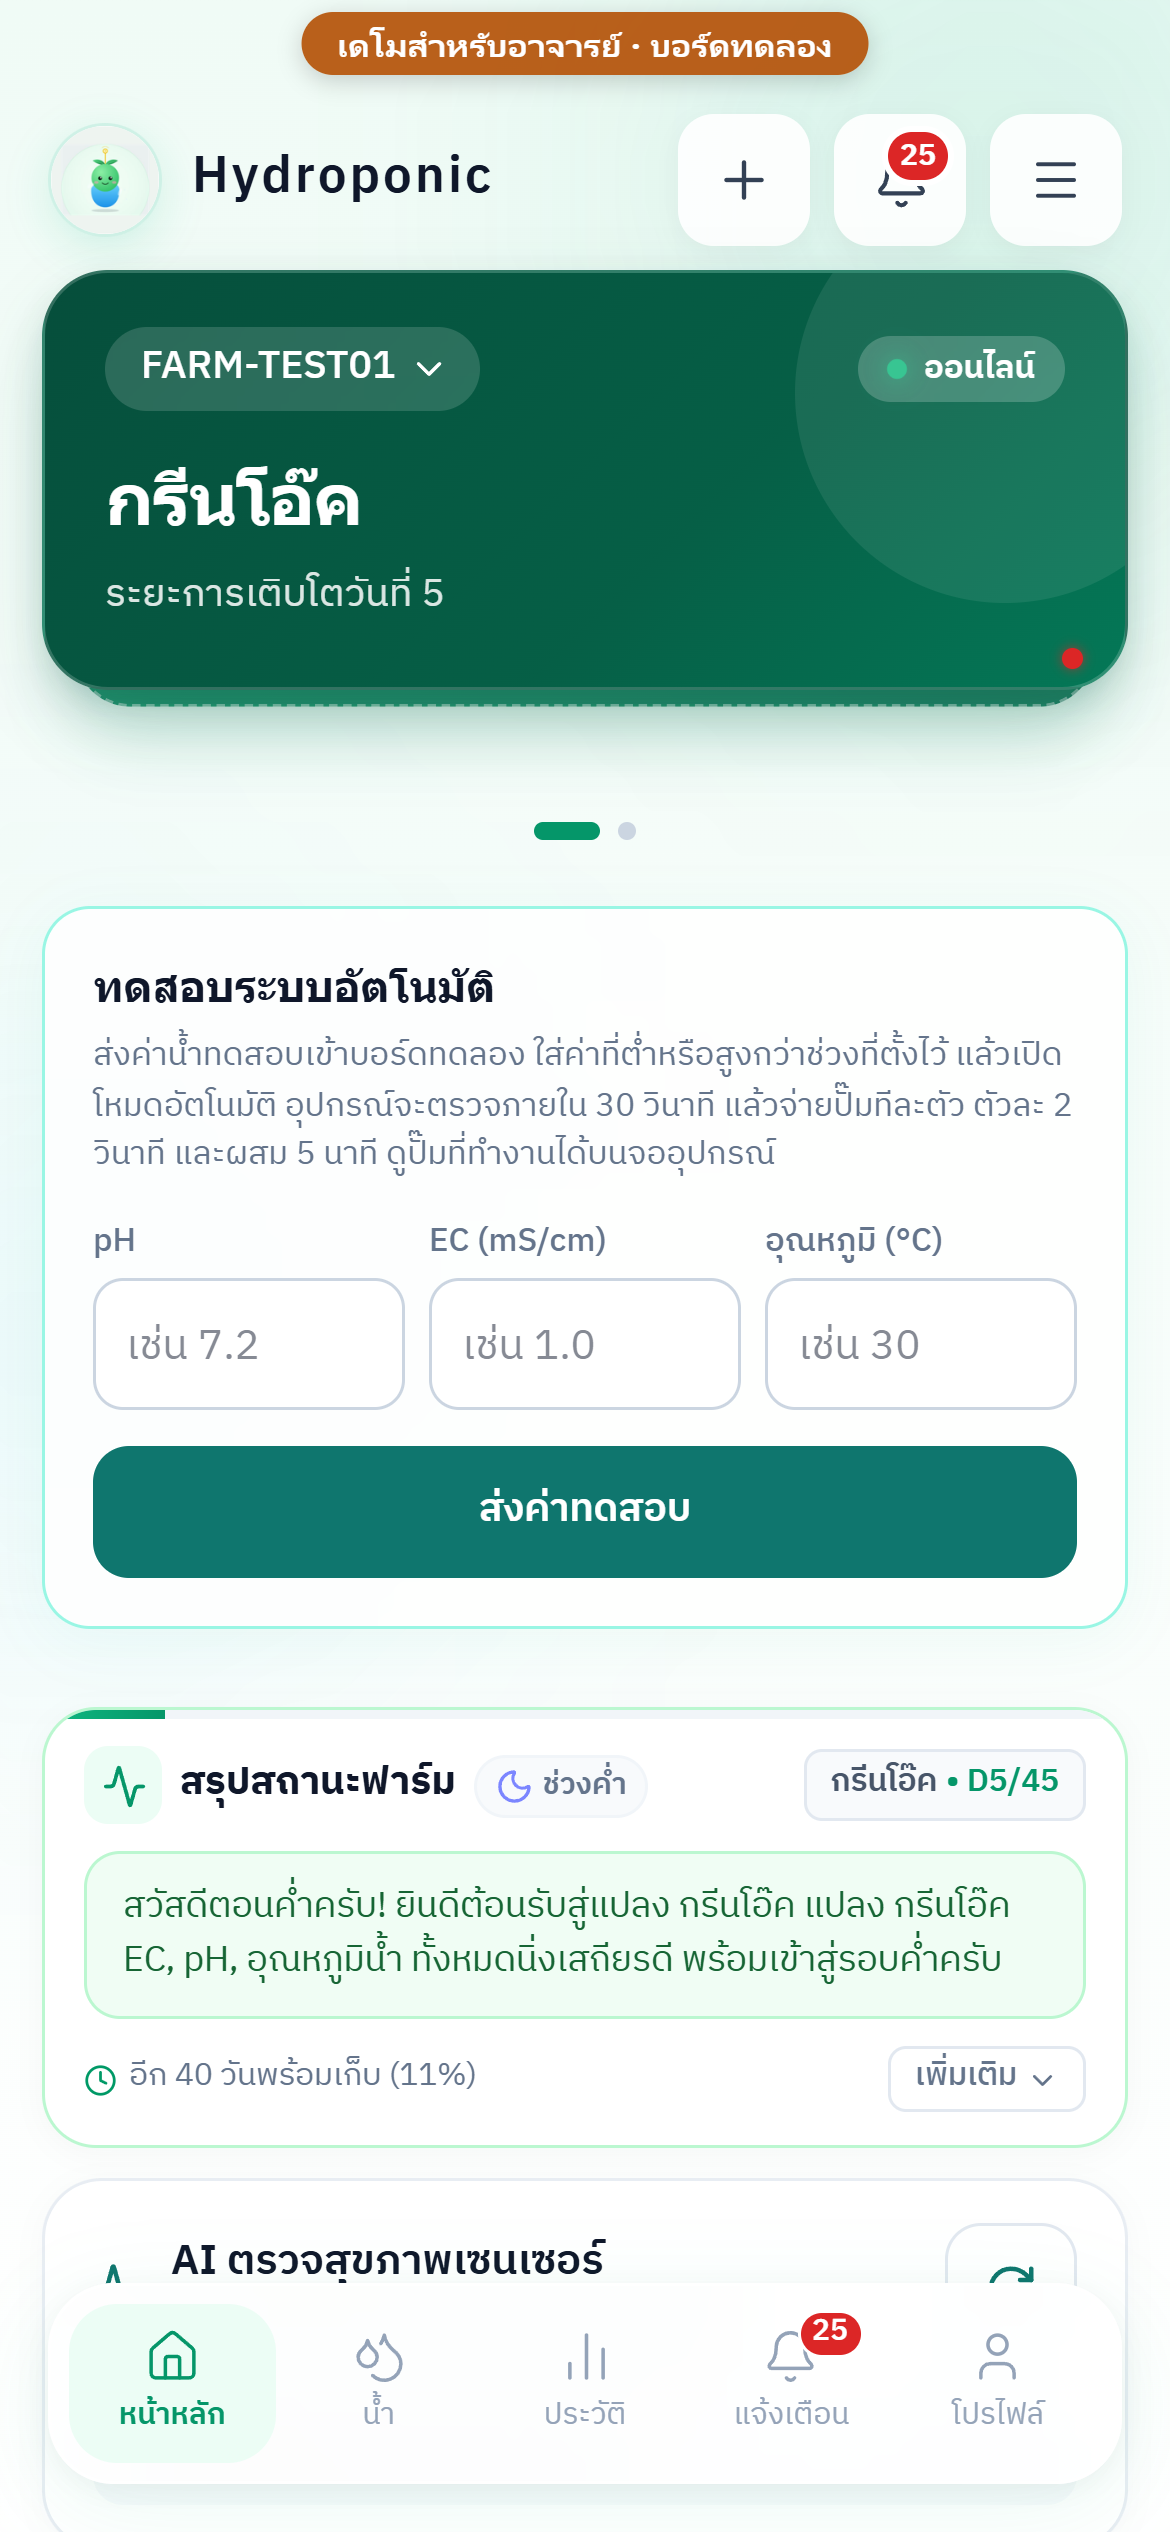 เดโมสำหรับอาจารย์ · บอร์ดทดลอง
Hydroponic
25
FARM-TEST01
ออนไลน์
กรีนโอ๊ค
ระยะการเติบโตวันที่ 5
ทดสอบระบบอัตโนมัติ
ส่งค่าน้ำทดสอบเข้าบอร์ดทดลอง ใส่ค่าที่ต่ำหรือสูงกว่าช่วงที่ตั้งไว้ แล้วเปิด
โหมดอัตโนมัติ อุปกรณ์จะตรวจภายใน 30 วินาที แล้วจ่ายปั๊มทีละตัว ตัวละ 2
วินาที และผสม 5 นาที ดูปั๊มที่ทำงานได้บนจออุปกรณ์
pH
EC (mS/cm)
อุณหภูมิ (°C)
เช่น 7.2
เช่น 1.0
เช่น 30
ส่งค่าทดสอบ
สรุปสถานะฟาร์ม
ช่วงค่ำ
กรีนโอ๊ค • D5/45
สวัสดีตอนค่ำครับ! ยินดีต้อนรับสู่แปลง กรีนโอ๊ค แปลง กรีนโอ๊ค
EC, pH, อุณหภูมิน้ำ ทั้งหมดนิ่งเสถียรดี พร้อมเข้าสู่รอบค่ำครับ
อีก 40 วันพร้อมเก็บ (11%)
เพิ่มเติม
AI ตรวจสุขภาพเซนเซอร์
25
หน้าหลัก
น้ำ
ประวัติ
แจ้งเตือน
โปรไฟล์